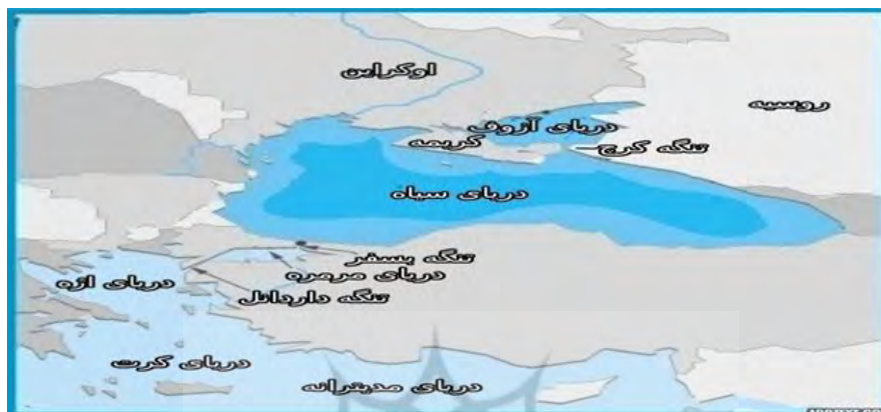 اوکراین
روسیه
دریای آزوف
کریمه
تنگه کرچ
دریای سیاه
تنگه بسفر
دریای مرمره
دریای اژه
تنگه داردانل
دریای کرت
دریای مدیترانه